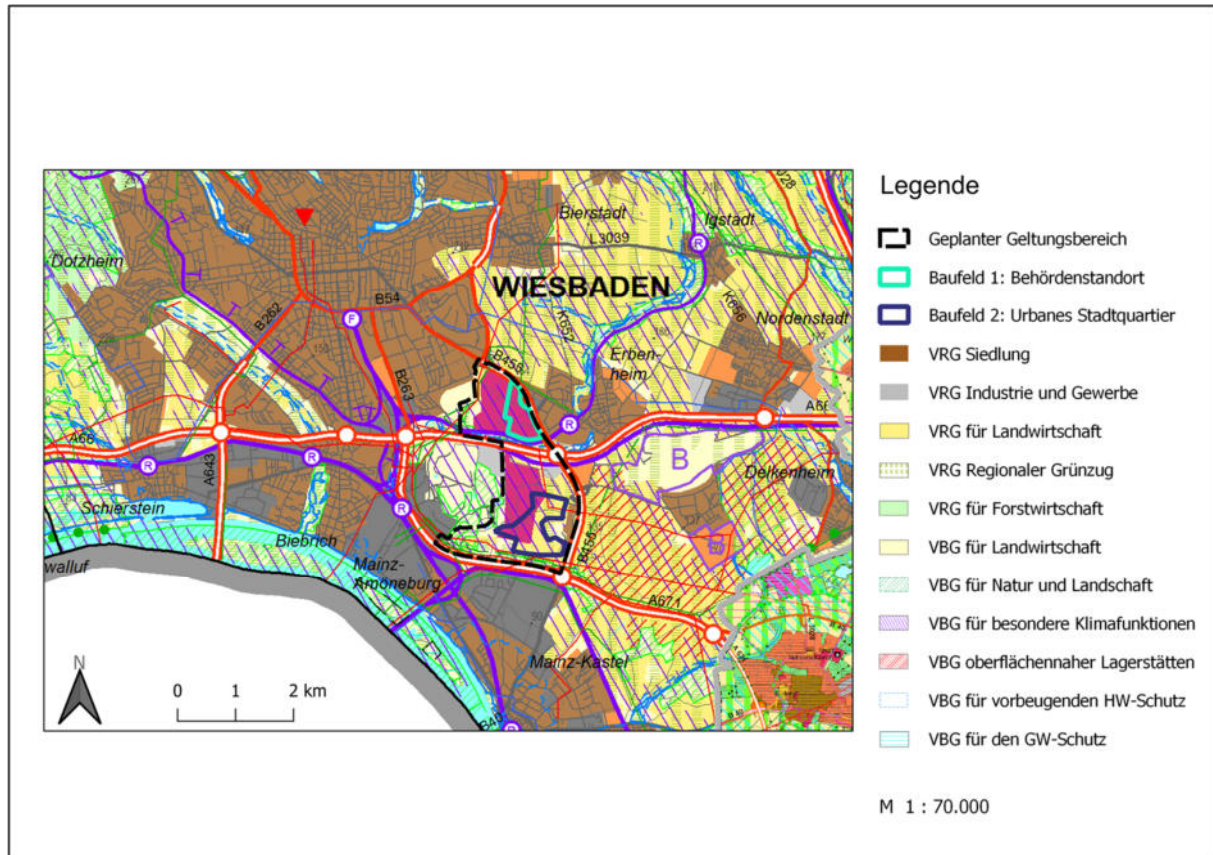 Legende
Geplanter Geltungsbereich
Baufeld 1: Behördenstandort
Baufeld 2: Urbanes Stadtquartier
VRG Siedlung
VRG Industrie und Gewerbe
VRG für Landwirtschaft
VRG Regionaler Grünzug
VRG für Forstwirtschaft
VBG für Landwirtschaft
VBG für Natur und Landschaft
VBG für besondere Klimafunktionen
VBG oberflächennaher Lagerstätten
VBG für vorbeugenden HW-Schutz
VBG für den GW-Schutz
M 1 : 70.000
Bierstadt
Igstadt
L3039
Dotzheim
WIESBADEN
B54
B262
F
R
K652
K656
Nordenstadt
B455
Erben-
heim
B263
A66
R
B
A643
R
R
Delkenheim
Schierstein
R
B
Biebrich
B455
walluf
Mainz-
Amöneburg
A671
Mainz-Kastel
N
0 1 2 km